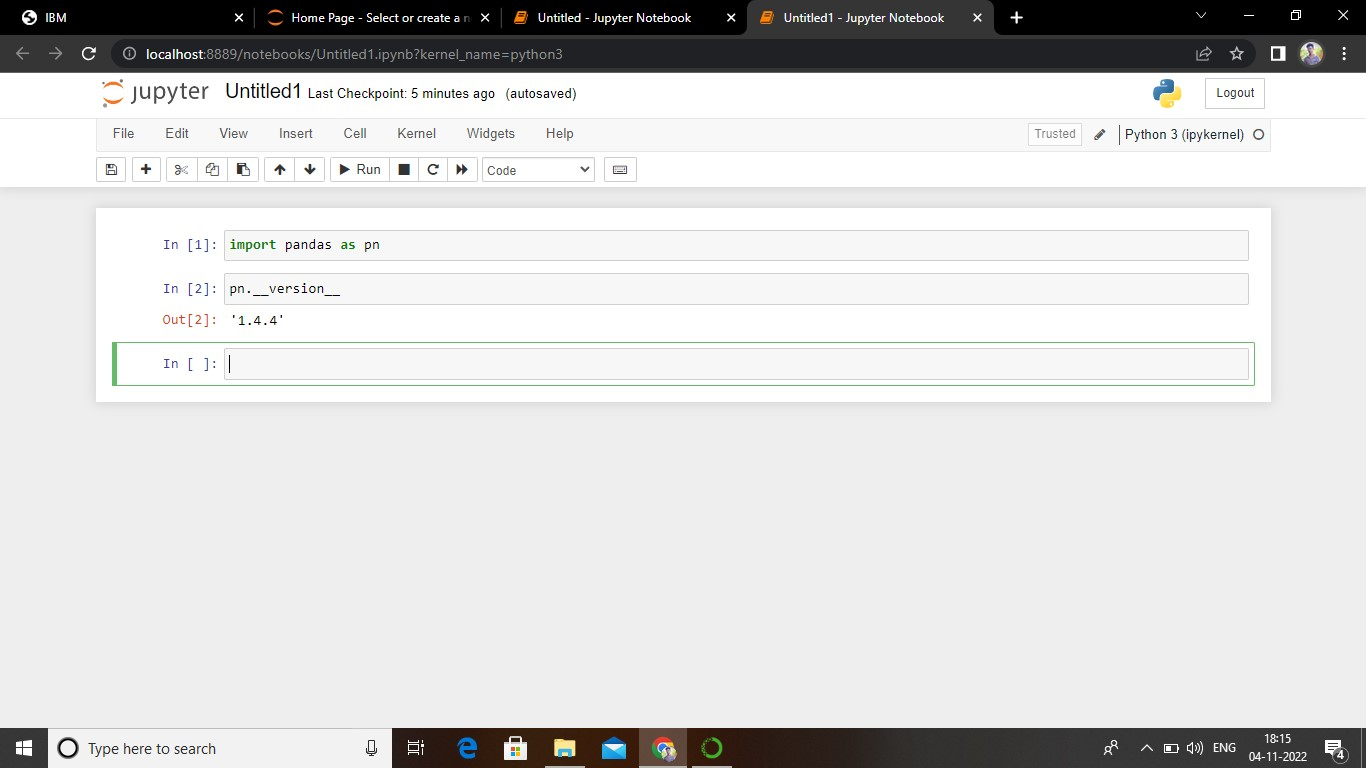 IBM
Home Page - Select or create a n
Untitled - Jupyter Notebook
Untitled1 - Jupyter Notebook
localhost:8889/notebooks/Untitled1.ipynb?kernel_name=python3
jupyter Untitled1 Last Checkpoint: 5 minutes ago (autosaved)
Logout
File Edit View Insert Cell Kernel Widgets Help
Trusted
Python 3 (ipykernel)
Run
Code
In [1]: import pandas as pn
In [2]: pn.__version__
Out[2]: '1.4.4'
In [ ]:
Type here to search
ENG
18:15
04-11-2022
4